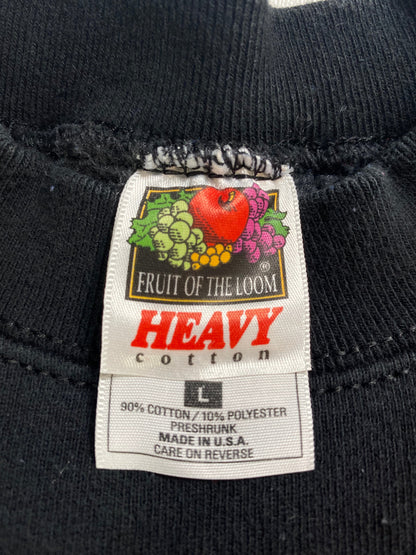 FRUIT OF THE LOOM
®
HEAVY
cotton
L
90% COTTON/10% POLYESTER
PRESHRUNK
MADE IN U.S.A.
CARE ON REVERSE